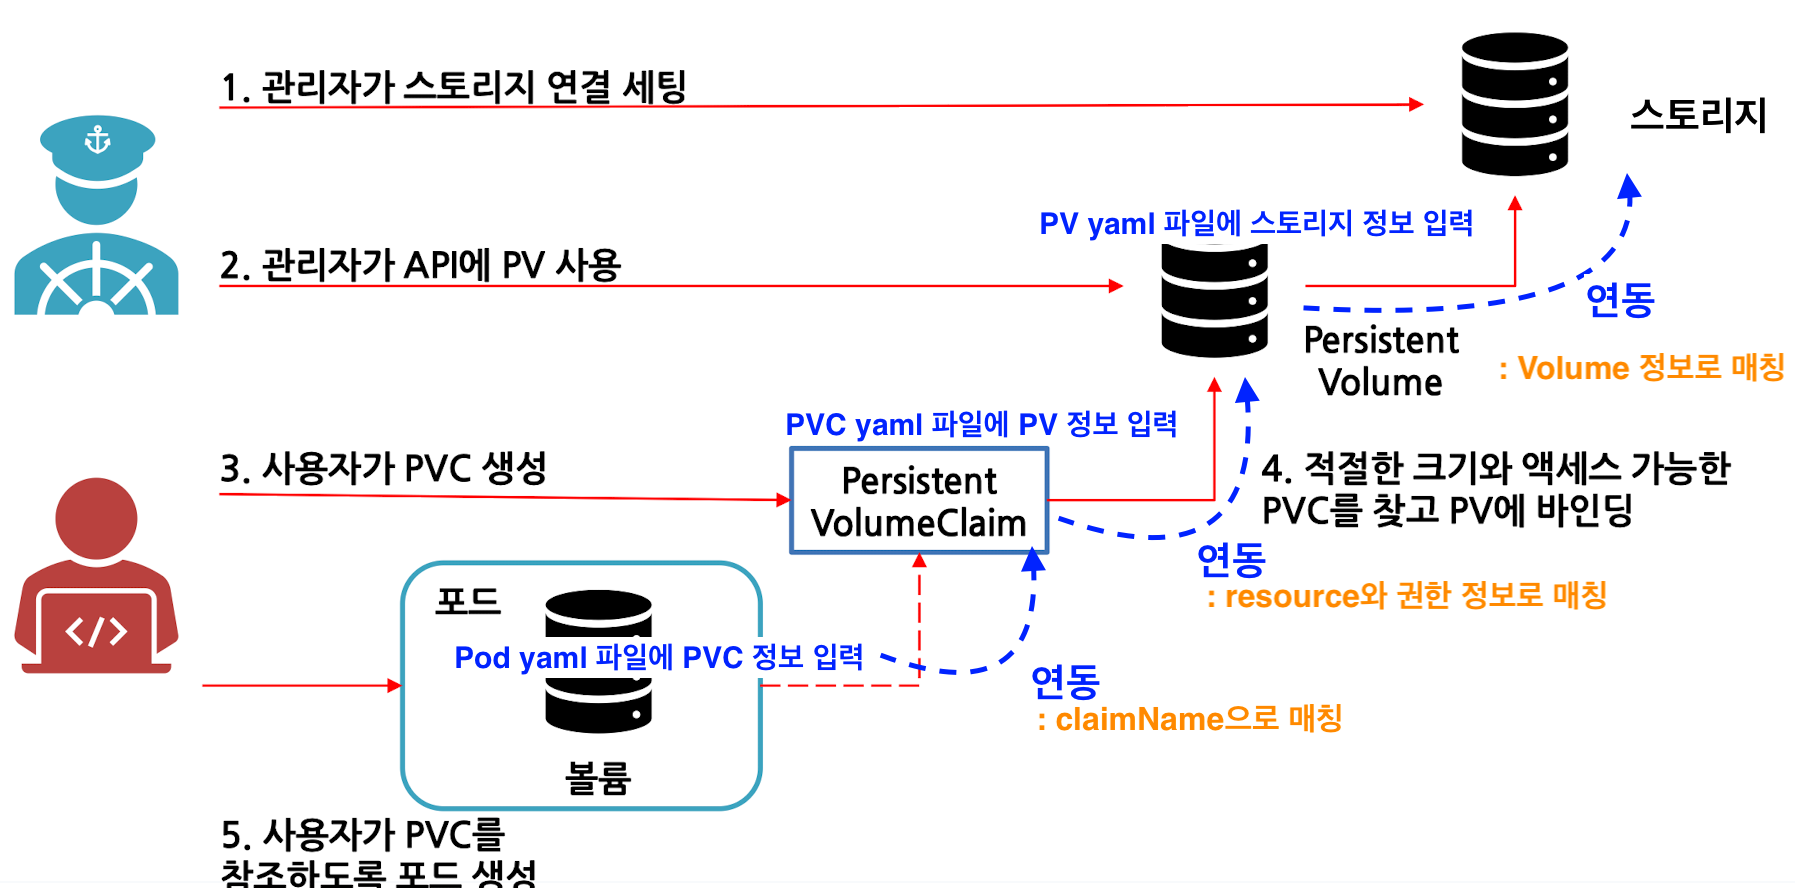 1. 관리자가 스토리지 연결 세팅
스토리지
PV yaml 파일에 스토리지 정보 입력
2. 관리자가 API에 PV 사용
연동
Persistent
Volume
: Volume 정보로 매칭
PVC yaml 파일에 PV 정보 입력
3. 사용자가 PVC 생성
Persistent
VolumeClaim
4. 적절한 크기와 액세스 가능한
PVC를 찾고 PV에 바인딩
연동
: resource와 권한 정보로 매칭
포드
Pod yaml 파일에 PVC 정보 입력
연동
: claimName으로 매칭
볼륨
5. 사용자가 PVC를
참조하도록 포드 생성